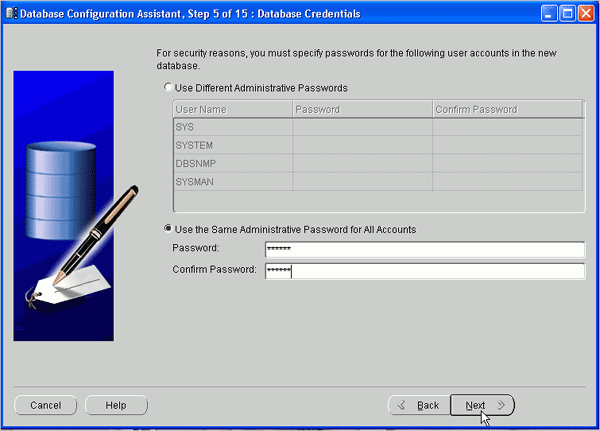 Database Configuration Assistant, Step 5 of 15 : Database Credentials
For security reasons, you must specify passwords for the following user accounts in the new
database.
Use Different Administrative Passwords
User Name Password Confirm Password
SYS
SYSTEM
DBSNMP
SYSMAN
Use the Same Administrative Password for All Accounts
Password: ******
Confirm Password: ******
Cancel Help Back Next